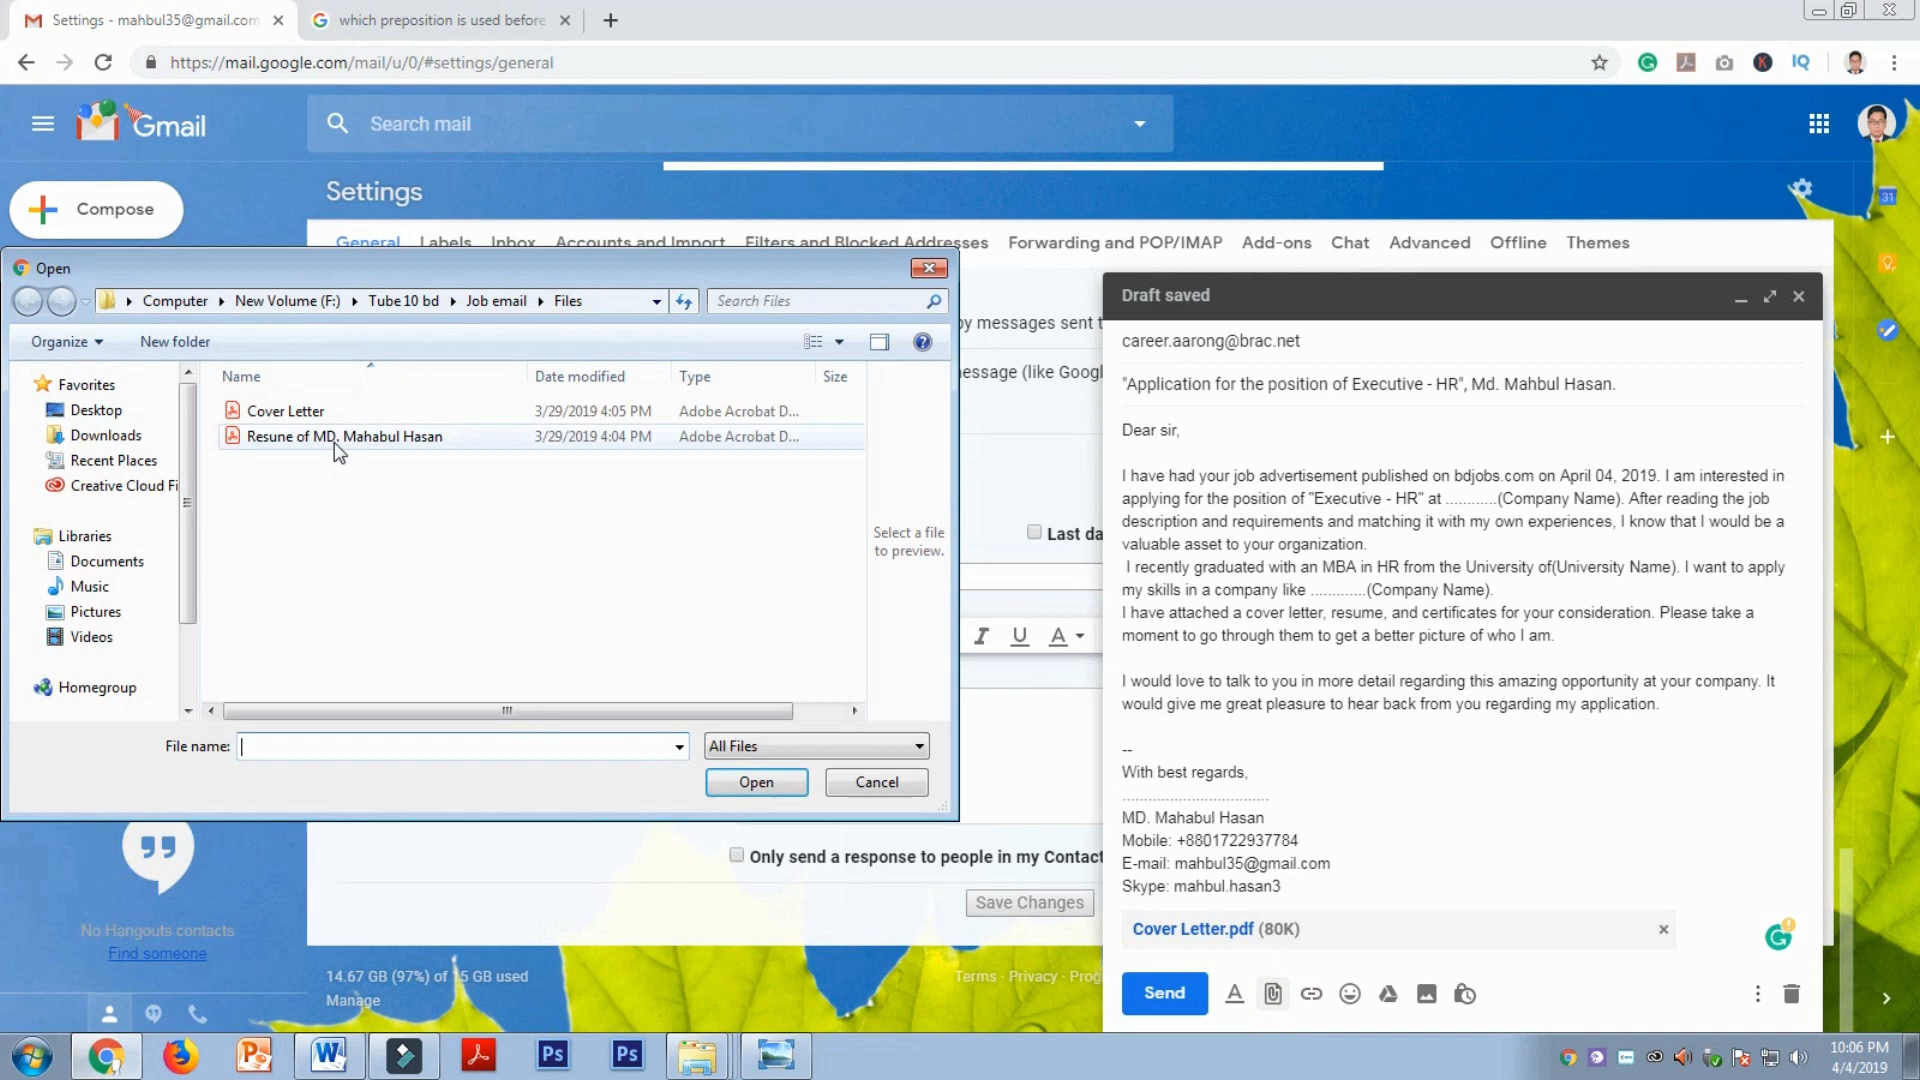 Settings - mahbul35@gmail.com
which preposition is used before
https://mail.google.com/mail/u/0/#settings/general
Gmail
Search mail
Compose
Settings
General Labels Inbox Accounts and Import Filters and Blocked Addresses Forwarding and POP/IMAP Add-ons Chat Advanced Offline Themes
Open
Computer New Volume (F:) Tube 10 bd Job email Files
Search Files
Organize
New folder
Name Date modified Type Size
Cover Letter 3/29/2019 4:05 PM Adobe Acrobat D...
Resune of MD. Mahabul Hasan 3/29/2019 4:04 PM Adobe Acrobat D...
Favorites
Desktop
Downloads
Recent Places
Creative Cloud Fi
Libraries
Documents
Music
Pictures
Videos
Homegroup
Select a file
to preview.
File name:
All Files
Open
Cancel
by messages sent t
essage (like Googl
Last da
Only send a response to people in my Contact
Save Changes
No Hangouts contacts
Find someone
14.67 GB (97%) of 15 GB used
Manage
Terms - Privacy - Prog
Draft saved
career.aarong@brac.net
"Application for the position of Executive - HR", Md. Mahbul Hasan.
Dear sir,
I have had your job advertisement published on bdjobs.com on April 04, 2019. I am interested in
applying for the position of "Executive - HR" at ............(Company Name). After reading the job
description and requirements and matching it with my own experiences, I know that I would be a
valuable asset to your organization.
I recently graduated with an MBA in HR from the University of(University Name). I want to apply
my skills in a company like .............(Company Name).
I have attached a cover letter, resume, and certificates for your consideration. Please take a
moment to go through them to get a better picture of who I am.
I would love to talk to you in more detail regarding this amazing opportunity at your company. It
would give me great pleasure to hear back from you regarding my application.
--
With best regards,
...................................
MD. Mahabul Hasan
Mobile: +8801722937784
E-mail: mahbul35@gmail.com
Skype: mahbul.hasan3
Cover Letter.pdf (80K)
Send
10:06 PM
4/4/2019